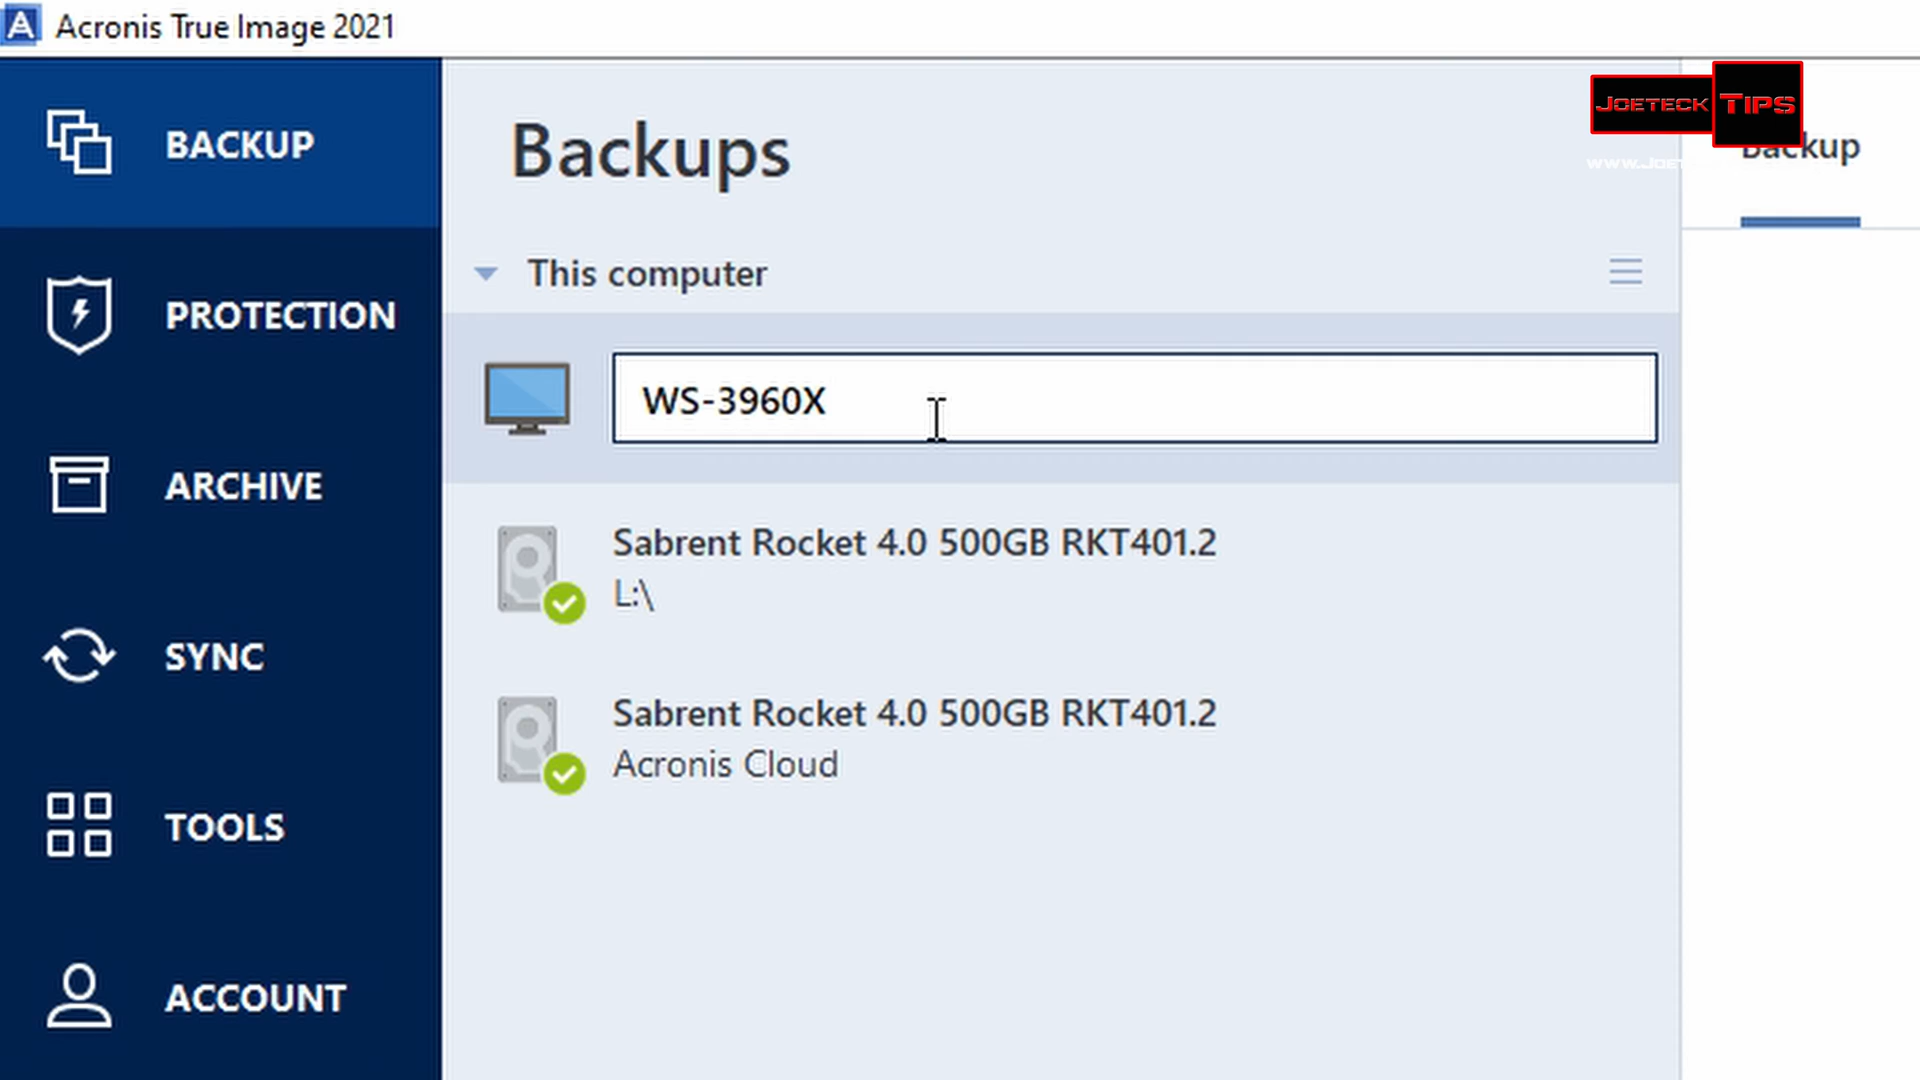 Acronis True Image 2021
BACKUP
PROTECTION
ARCHIVE
SYNC
TOOLS
ACCOUNT
Backups
This computer
WS-3960X
Sabrent Rocket 4.0 500GB RKT401.2
L:\
Sabrent Rocket 4.0 500GB RKT401.2
Acronis Cloud
JOETECK TIPS
Backup